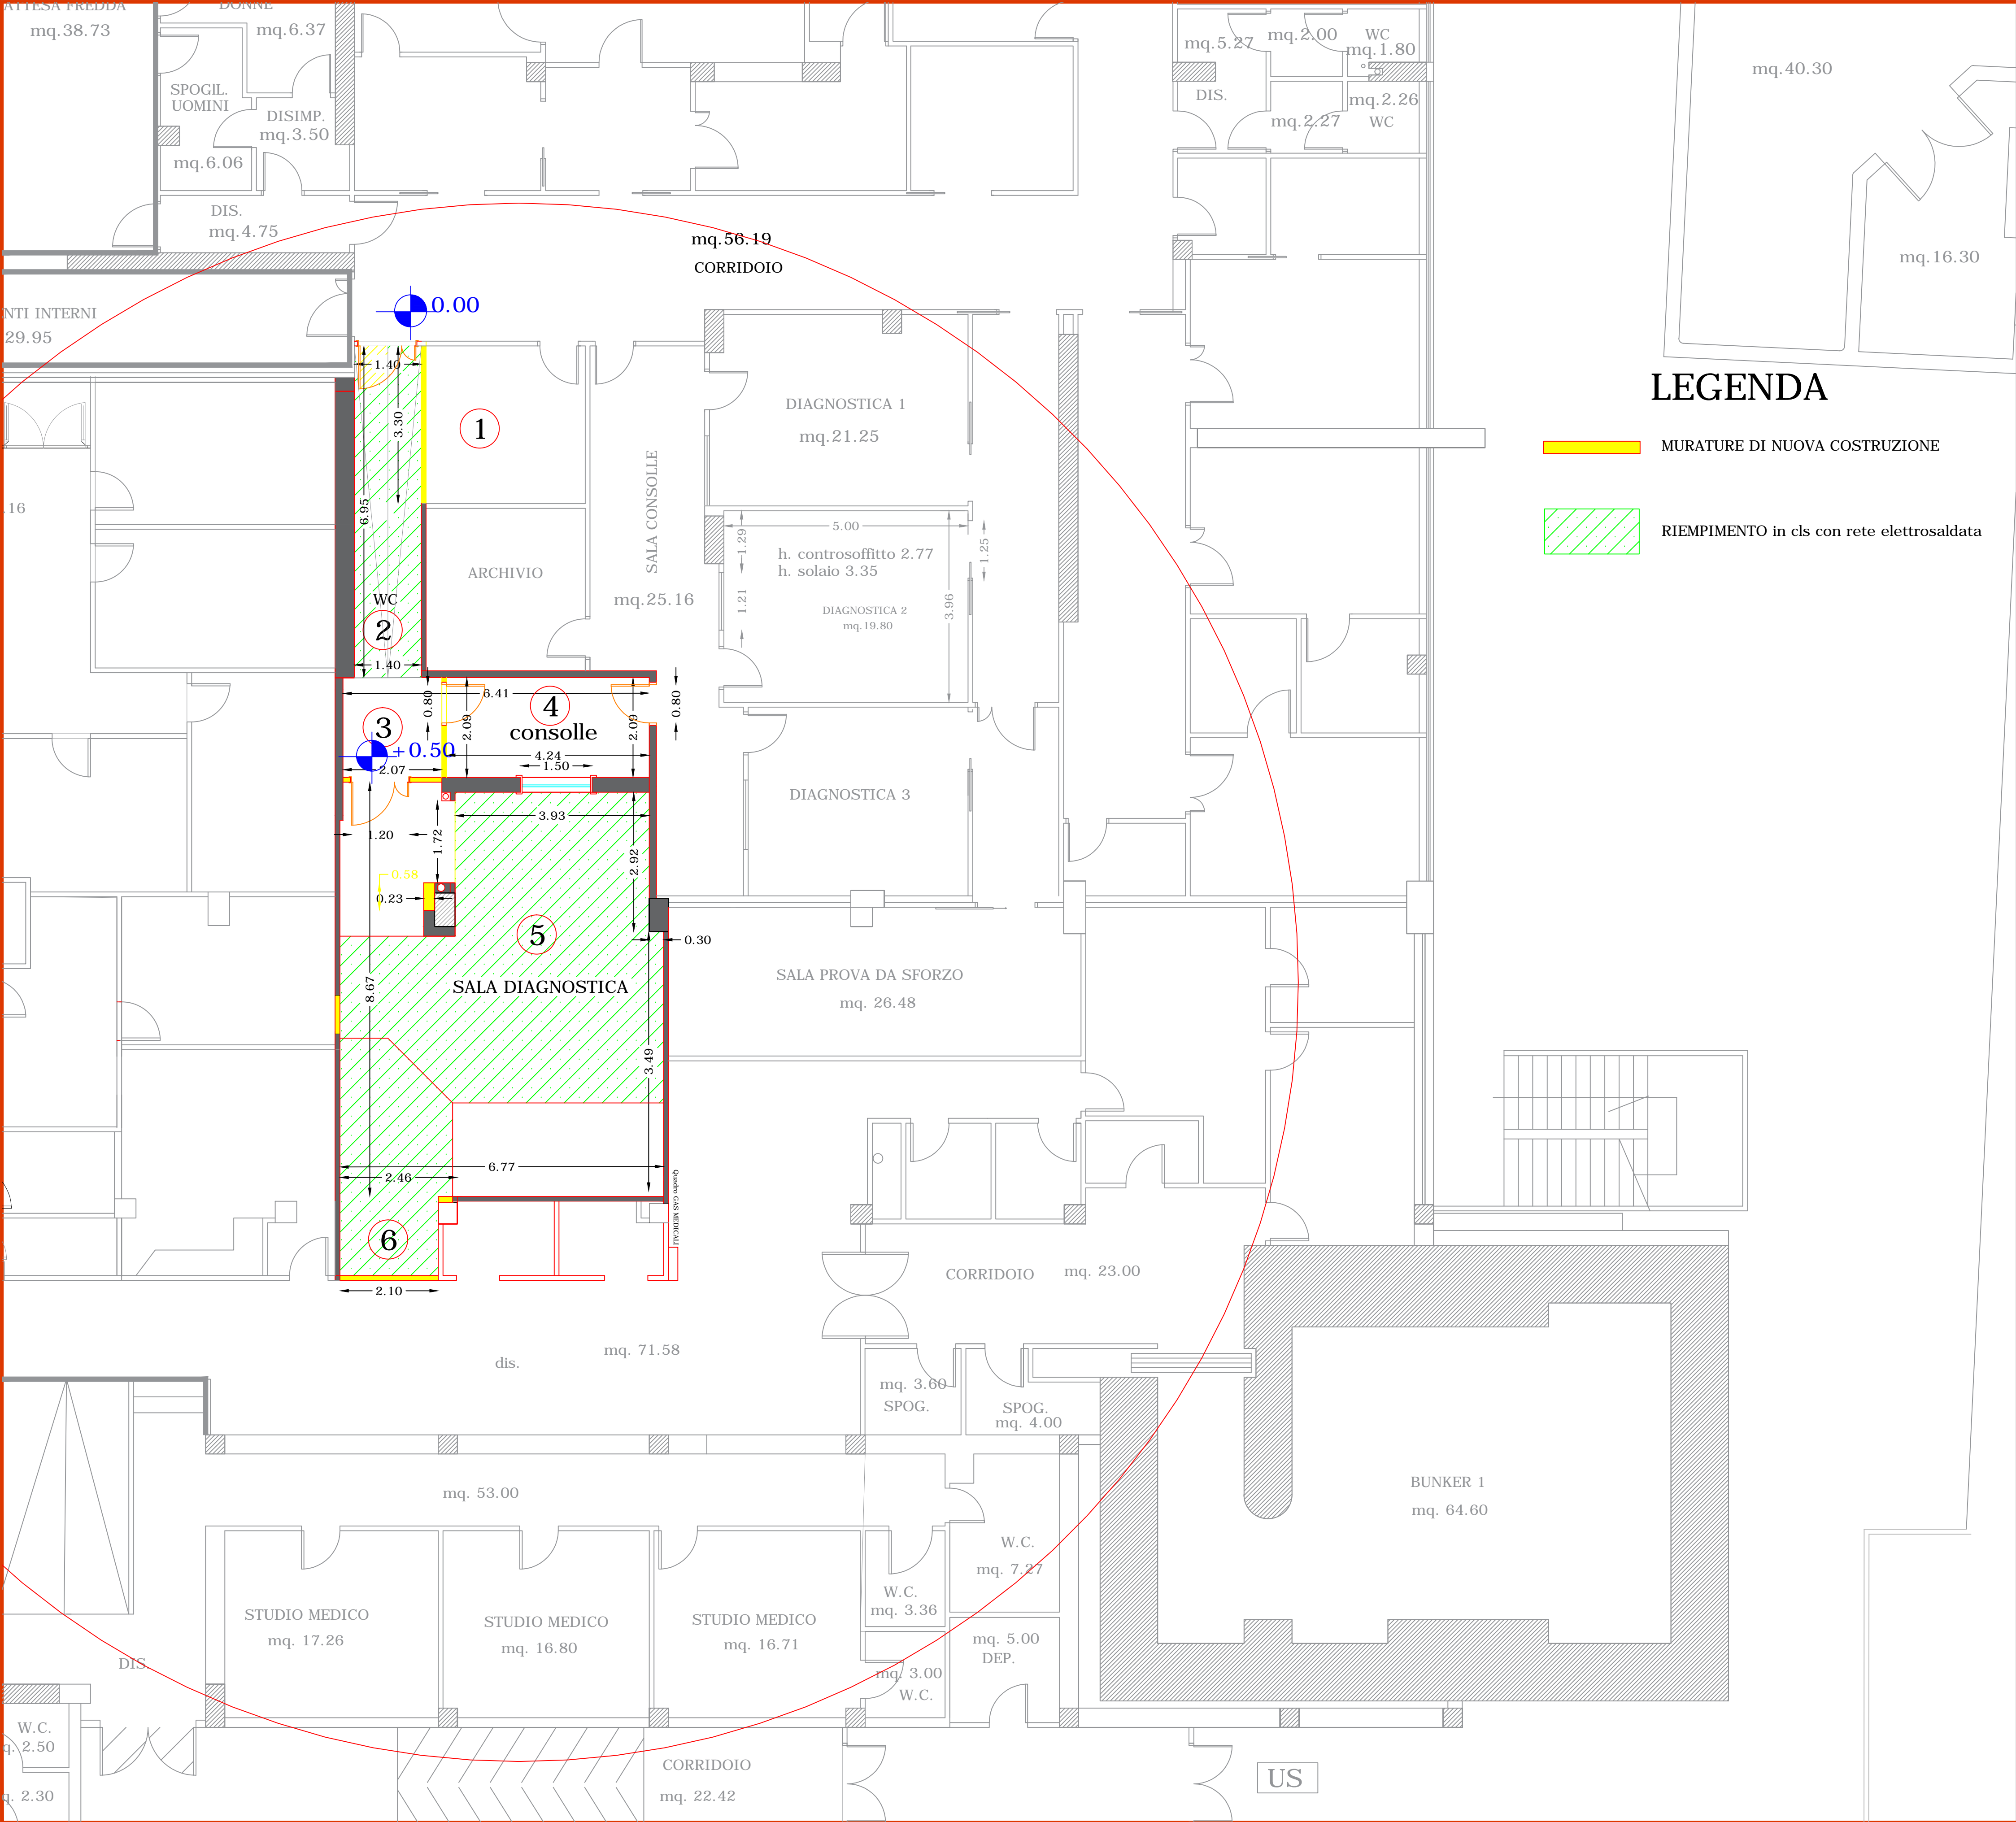 ATTESA FREDDA
mq.38.73
DONNE
mq.6.37
SPOGIL.
UOMINI
DISIMP.
mq.3.50
mq.6.06
DIS.
mq.4.75
mq.5.27
mq.2.00
WC
mq.1.80
DIS.
mq.2.26
mq.2.27
WC
mq.40.30
mq.16.30
mq.56.19
CORRIDOIO
NTI INTERNI
29.95
0.00
1.40
3.30
6.95
1
DIAGNOSTICA 1
mq.21.25
LEGENDA
MURATURE DI NUOVA COSTRUZIONE
RIEMPIMENTO in cls con rete elettrosaldata
.16
SALA CONSOLLE
mq.25.16
ARCHIVIO
5.00
1.29
1.25
h. controsoffitto 2.77
h. solaio 3.35
1.21
3.96
DIAGNOSTICA 2
mq.19.80
WC
2
1.40
6.41
0.80
0.80
3
4
consolle
2.09
2.09
+0.50
4.24
1.50
2.07
DIAGNOSTICA 3
3.93
1.20
1.72
2.92
0.58
0.23
5
0.30
SALA DIAGNOSTICA
8.67
SALA PROVA DA SFORZO
mq. 26.48
3.49
6.77
2.46
Quadro GAS MEDICALI
6
2.10
CORRIDOIO
mq. 23.00
dis.
mq. 71.58
mq. 3.60
SPOG.
SPOG.
mq. 4.00
BUNKER 1
mq. 64.60
mq. 53.00
W.C.
mq. 7.27
W.C.
mq. 3.36
STUDIO MEDICO
mq. 17.26
STUDIO MEDICO
mq. 16.80
STUDIO MEDICO
mq. 16.71
mq. 5.00
DEP.
mq. 3.00
W.C.
DIS.
W.C.
q. 2.50
q. 2.30
CORRIDOIO
mq. 22.42
US